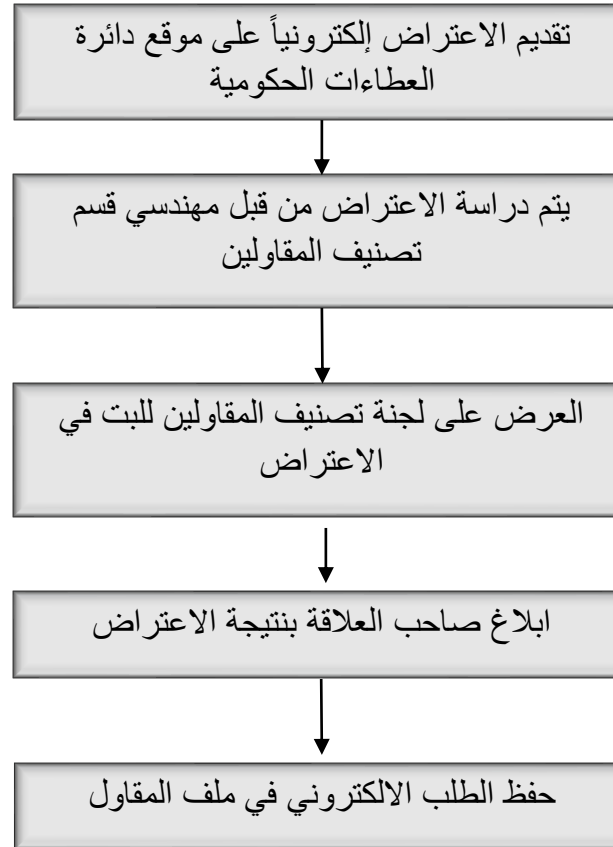 تقديم الاعتراض إلكترونياً على موقع دائرة
العطاءات الحكومية
يتم دراسة الاعتراض من قبل مهندسي قسم
تصنيف المقاولين
العرض على لجنة تصنيف المقاولين للبت في
الاعتراض
ابلاغ صاحب العلاقة بنتيجة الاعتراض
حفظ الطلب الالكتروني في ملف المقاول